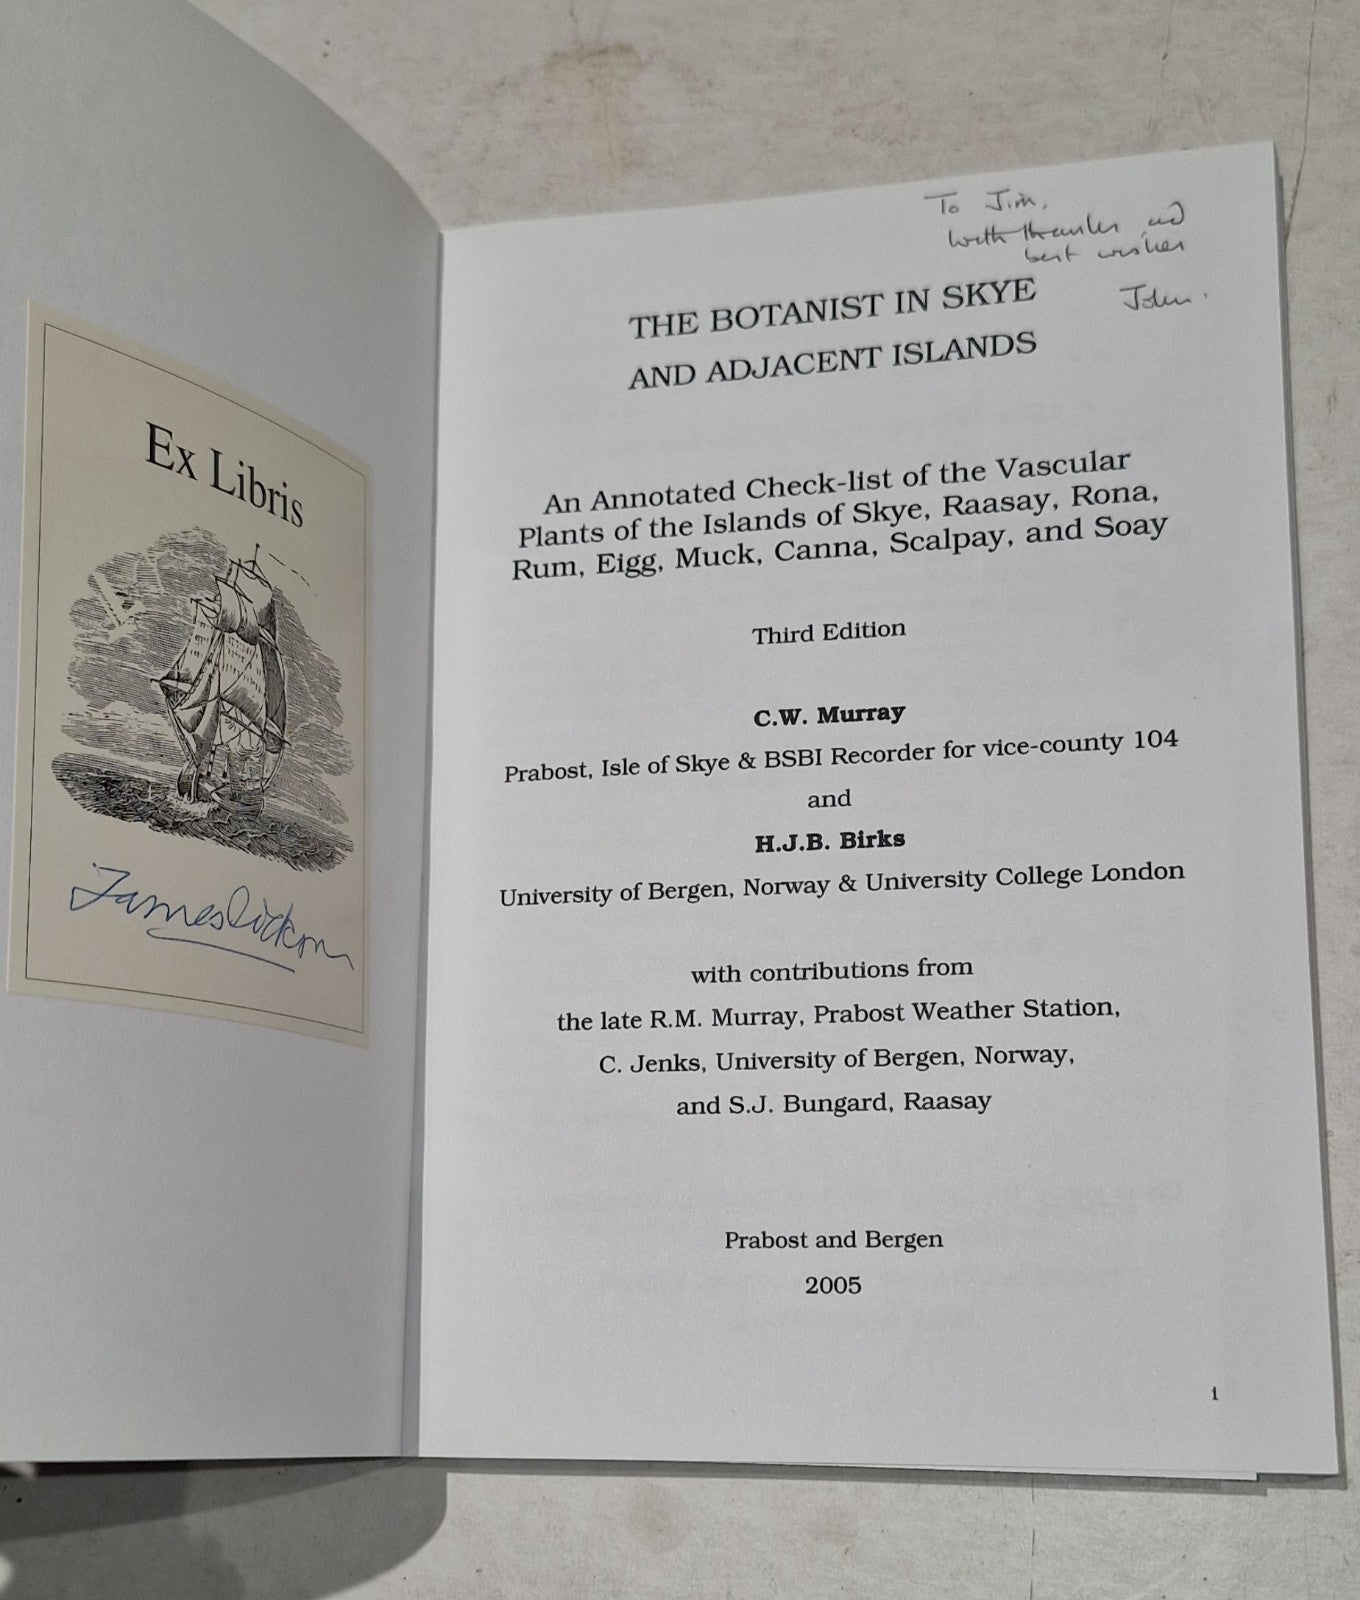 Ex Libris
James Dickson
To Jim,
with thanks and
best wishes
John.
THE BOTANIST IN SKYE
AND ADJACENT ISLANDS
An Annotated Check-list of the Vascular
Plants of the Islands of Skye, Raasay, Rona,
Rum, Eigg, Muck, Canna, Scalpay, and Soay
Third Edition
C.W. Murray
Prabost, Isle of Skye & BSBI Recorder for vice-county 104
and
H.J.B. Birks
University of Bergen, Norway & University College London
with contributions from
the late R.M. Murray, Prabost Weather Station,
C. Jenks, University of Bergen, Norway,
and S.J. Bungard, Raasay
Prabost and Bergen
2005
i